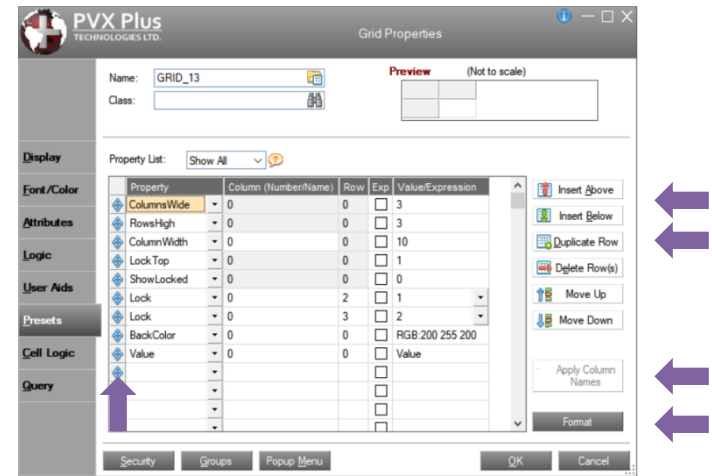 PVX Plus
TECHNOLOGIES LTD.
Grid Properties
Name: GRID_13
Class:
Preview (Not to scale)
Display
Font/Color
Attributes
Logic
User Aids
Presets
Cell Logic
Query
Property List: Show All
Property Column (Number/Name) Row Exp Value/Expression
ColumnsWide 0 0 3
RowsHigh 0 0 3
ColumnWidth 0 0 10
LockTop 0 0 1
ShowLocked 0 0 0
Lock 0 2 1
Lock 0 3 2
BackColor 0 0 RGB:200 255 200
Value 0 0 Value
Insert Above
Insert Below
Duplicate Row
Delete Row(s)
Move Up
Move Down
Apply Column
Names
Format
Security Groups Popup Menu OK Cancel